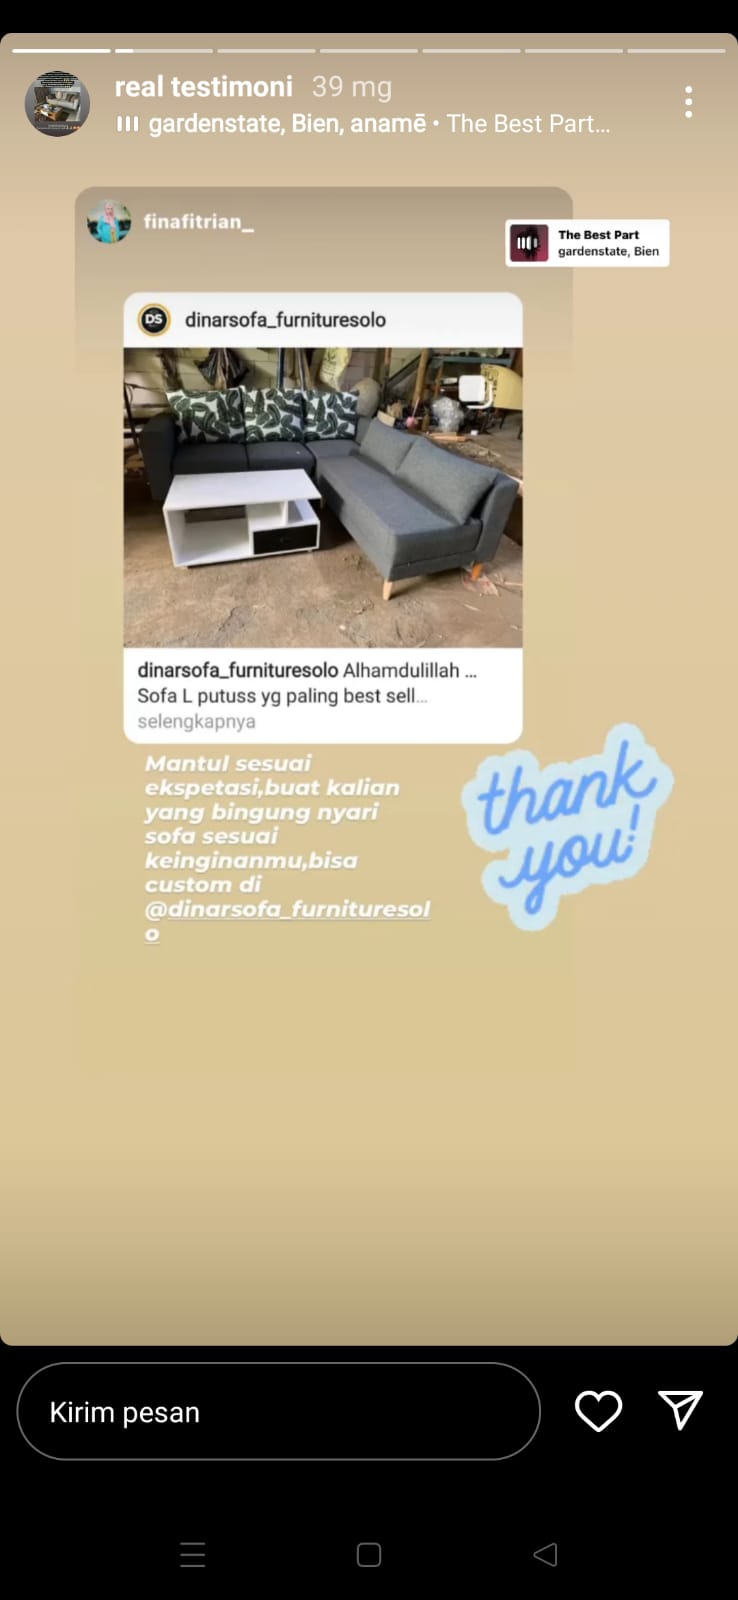 real testimoni 39 mg
gardenstate, Bien, anamē • The Best Part...
finafitrian_
The Best Part
gardenstate, Bien
DS
dinarsofa_furnituresolo
dinarsofa_furnituresolo Alhamdulillah ...
Sofa L putuss yg paling best sell...
selengkapnya
Mantul sesuai
ekspetasi,buat kalian
yang bingung nyari
sofa sesuai
keinginanmu,bisa
custom di
@dinarsofa_furnituresol
o
thank
you!
Kirim pesan